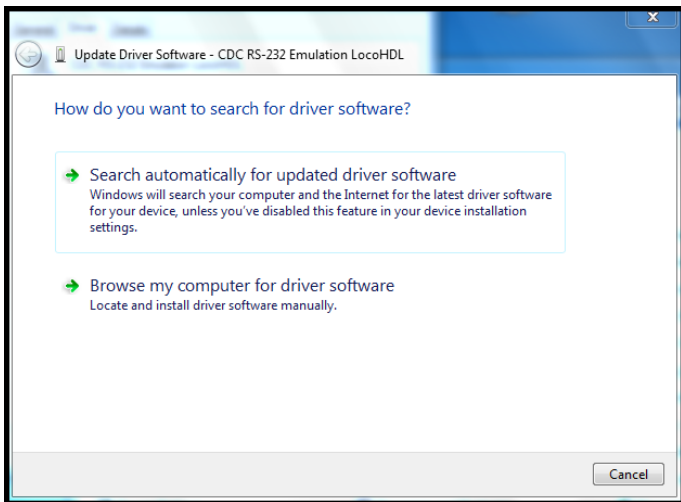 Update Driver Software - CDC RS-232 Emulation LocoHDL
How do you want to search for driver software?
Search automatically for updated driver software
Windows will search your computer and the Internet for the latest driver software
for your device, unless you've disabled this feature in your device installation
settings.
Browse my computer for driver software
Locate and install driver software manually.
Cancel